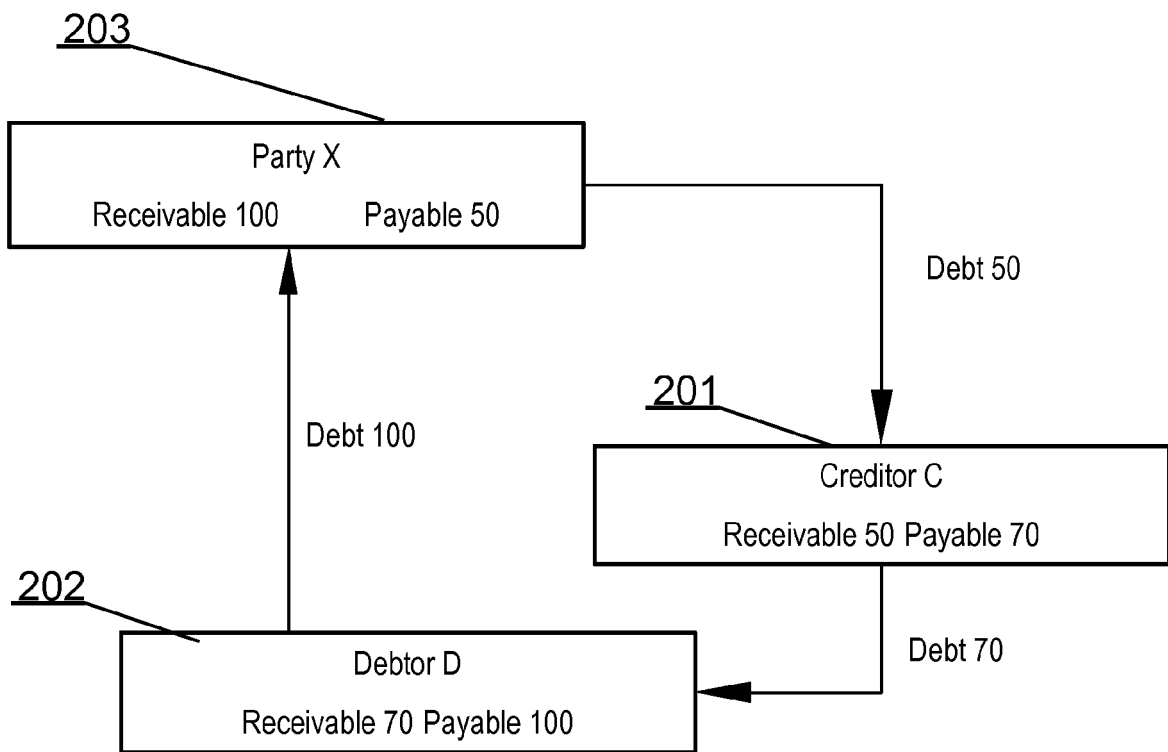 203
Party X
Receivable 100 Payable 50
Debt 50
201
Debt 100
Creditor C
Receivable 50 Payable 70
202
Debtor D
Debt 70
Receivable 70 Payable 100